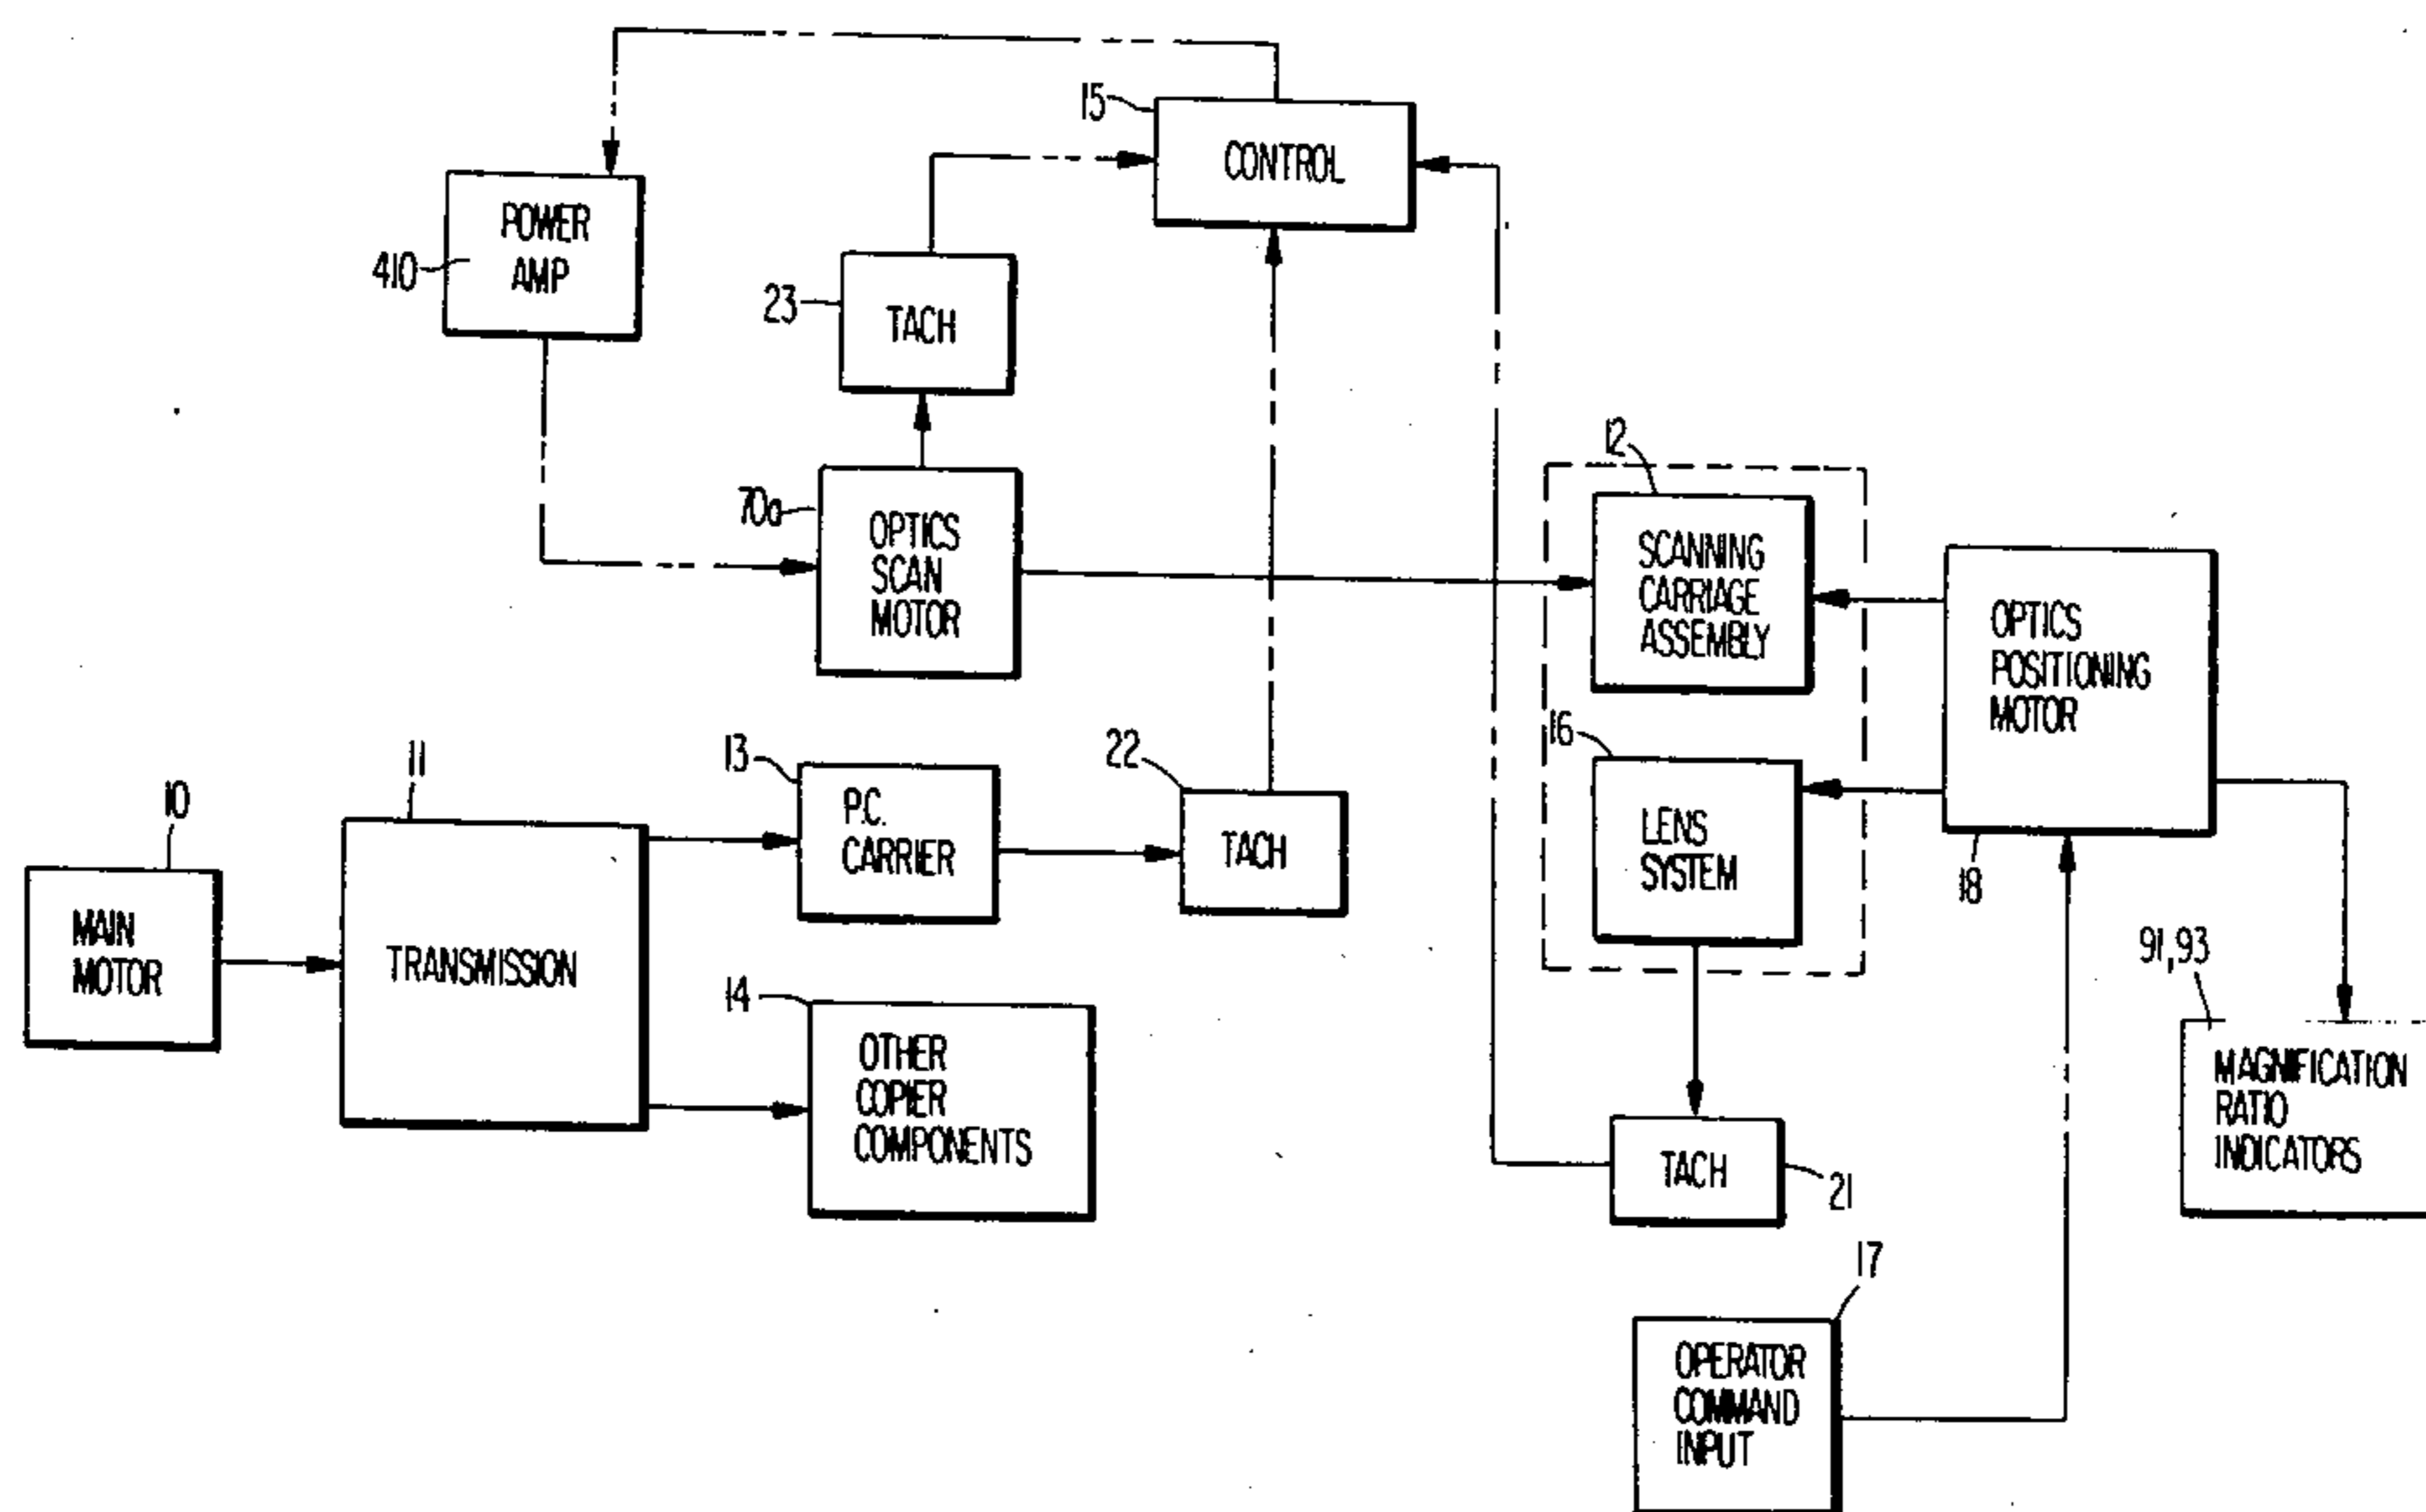 15
CONTROL
POWER
AMP
410
23
TACH
12
70a
OPTICS
SCAN
MOTOR
SCANNING
CARRIAGE
ASSEMBLY
OPTICS
POSITIONING
MOTOR
16
LENS
SYSTEM
18
10
MAIN
MOTOR
11
TRANSMISSION
13
P.C.
CARRIER
22
TACH
14
OTHER
COPIER
COMPONENTS
91,93
MAGNIFICATION
RATIO
INDICATORS
TACH
21
17
OPERATOR
COMMAND
INPUT